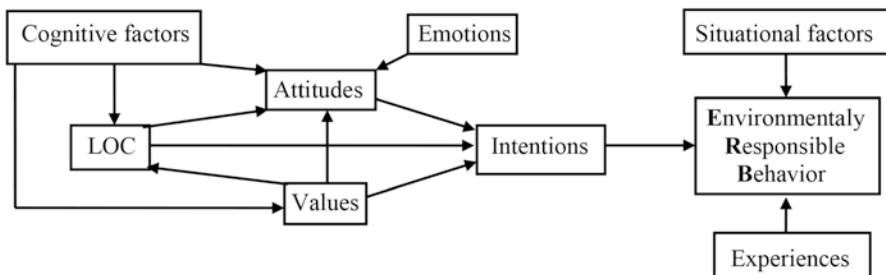 Cognitive factors
Emotions
Situational factors
Attitudes
Environmentaly
Responsible
Behavior
LOC
Intentions
Values
Experiences